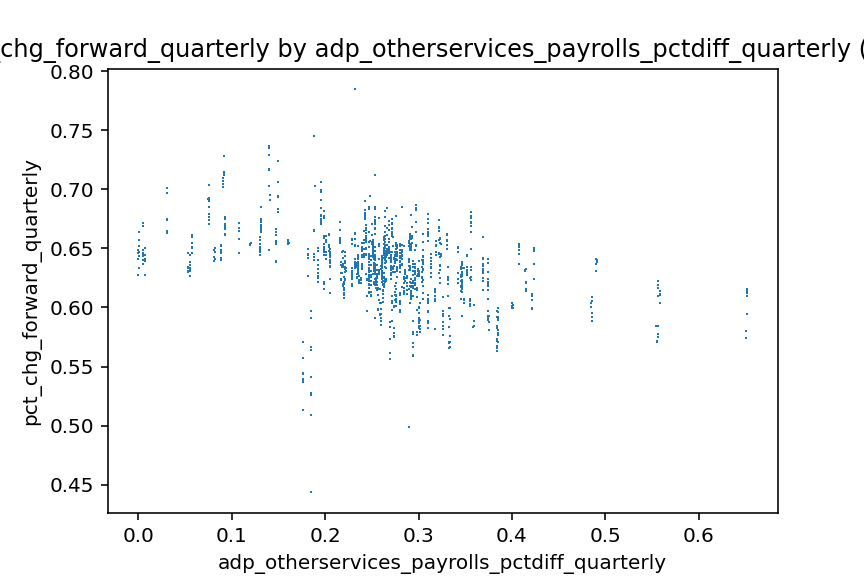 _chg_forward_quarterly by adp_otherservices_payrolls_pctdiff_quarterly (
0.80
0.75
0.70
0.65
0.60
0.55
0.50
0.45
pct_chg_forward_quarterly
0.0 0.1 0.2 0.3 0.4 0.5 0.6
adp_otherservices_payrolls_pctdiff_quarterly